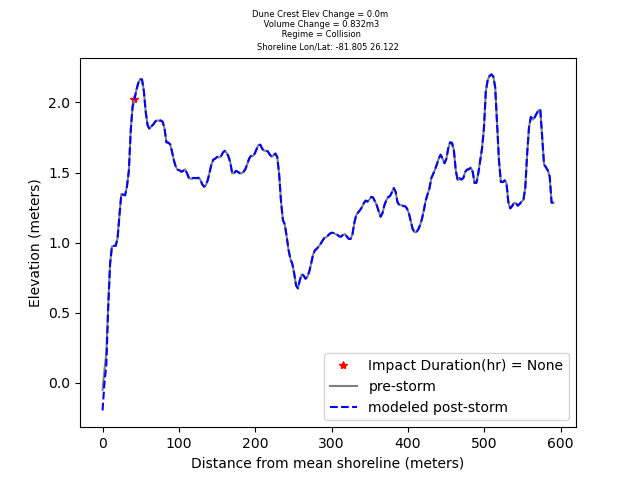 Dune Crest Elev Change = 0.0m
Volume Change = 0.832m3
Regime = Collision
Shoreline Lon/Lat: -81.805 26.122
2.0
1.5
1.0
0.5
0.0
Elevation (meters)
Impact Duration(hr) = None
pre-storm
modeled post-storm
0 100 200 300 400 500 600
Distance from mean shoreline (meters)